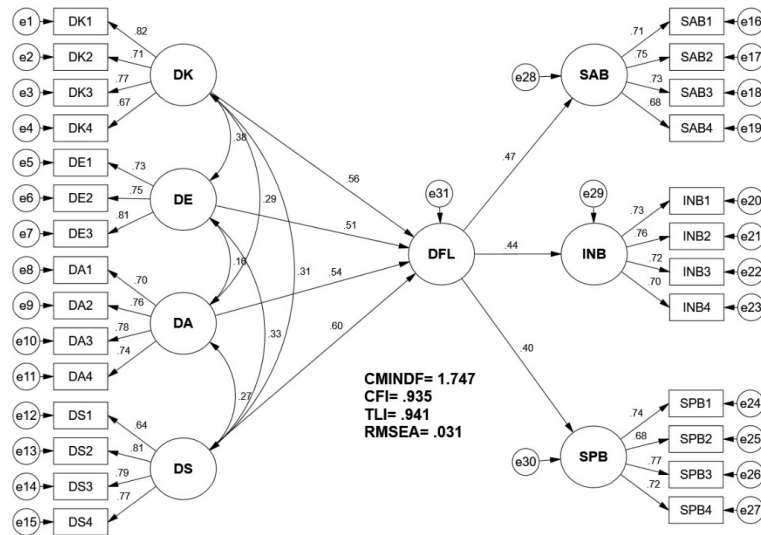 e1 DK1 .82
e2 DK2 .71
e3 DK3 .77
e4 DK4 .67
DK
e5 DE1 .73
e6 DE2 .75
e7 DE3 .81
DE
e8 DA1 .70
e9 DA2 .76
e10 DA3 .78
e11 DA4 .74
DA
e12 DS1 .64
e13 DS2 .81
e14 DS3 .79
e15 DS4 .77
DS
.38
.29
.16
.31
.33
.27
.56
.51
.54
.60
e31
DFL
.47
.44
.40
CMINDF= 1.747
CFI= .935
TLI= .941
RMSEA= .031
e28 SAB
.71 SAB1 e16
.75 SAB2 e17
.73 SAB3 e18
.68 SAB4 e19
e29
INB
.73 INB1 e20
.76 INB2 e21
.72 INB3 e22
.70 INB4 e23
e30 SPB
.74 SPB1 e24
.68 SPB2 e25
.77 SPB3 e26
.72 SPB4 e27